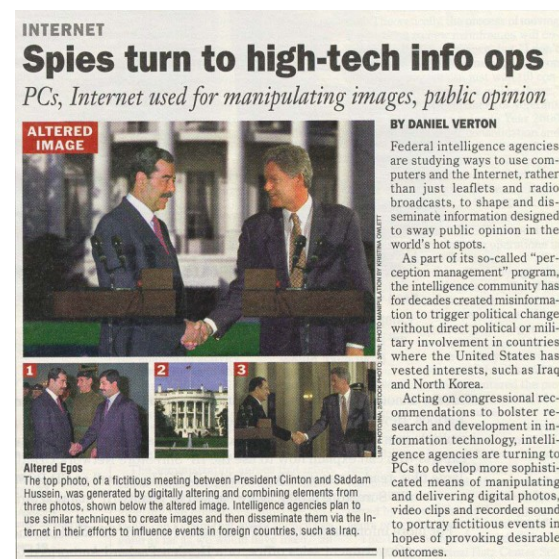 INTERNET
Spies turn to high-tech info ops
PCs, Internet used for manipulating images, public opinion
ALTERED
IMAGE
1
2
3
Altered Egos
The top photo, of a fictitious meeting between President Clinton and Saddam
Hussein, was generated by digitally altering and combining elements from
three photos, shown below the altered image. Intelligence agencies plan to
use similar techniques to create images and then disseminate them via the In-
ternet in their efforts to influence events in foreign countries, such as Iraq.
BY DANIEL VERTON
Federal intelligence agencies
are studying ways to use com-
puters and the Internet, rather
than just leaflets and radio
broadcasts, to shape and dis-
seminate information designed
to sway public opinion in the
world's hot spots.
As part of its so-called "per-
ception management" program,
the intelligence community has
for decades created misinforma-
tion to trigger political change
without direct political or mili-
tary involvement in countries
where the United States has
vested interests, such as Iraq
and North Korea.
Acting on congressional rec-
ommendations to bolster re-
search and development in in-
formation technology, intelli-
gence agencies are turning to
PCs to develop more sophisti-
cated means of manipulating
and delivering digital photos,
video clips and recorded sound
to portray fictitious events in
hopes of provoking desirable
outcomes.